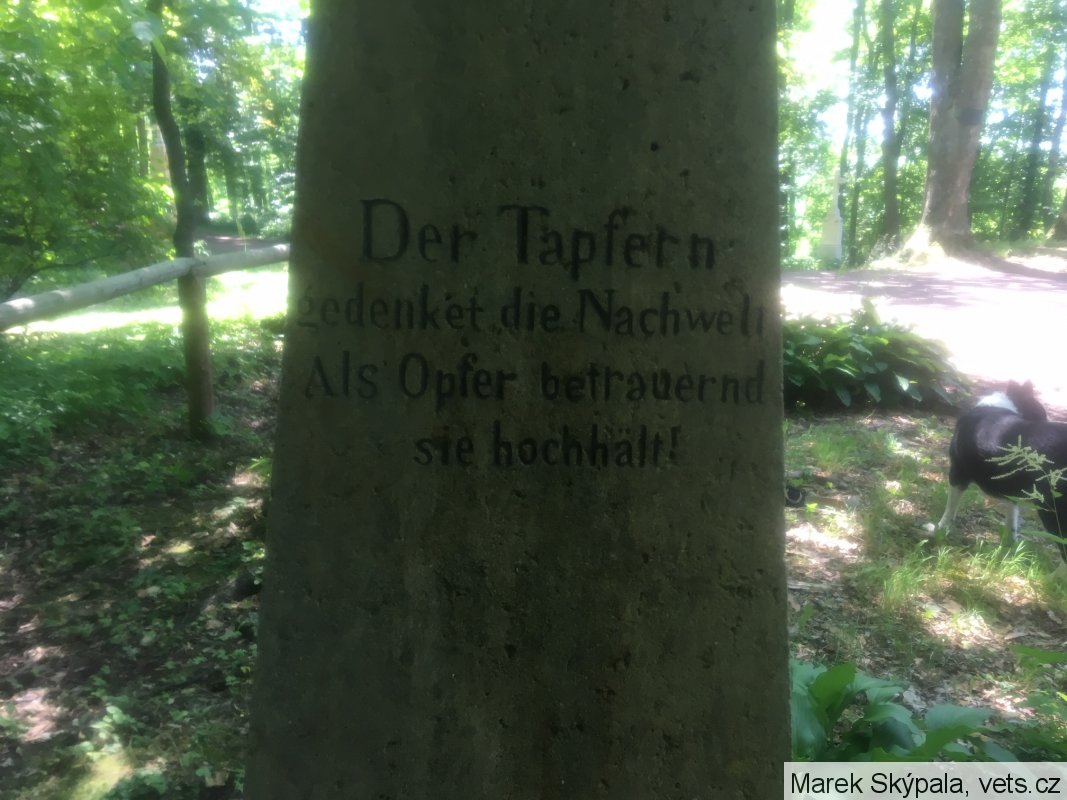 Der Tapfern
gedenket die Nachwelt
Als Opfer betrauernd
sie hochhält!
Marek Skýpala, vets.cz